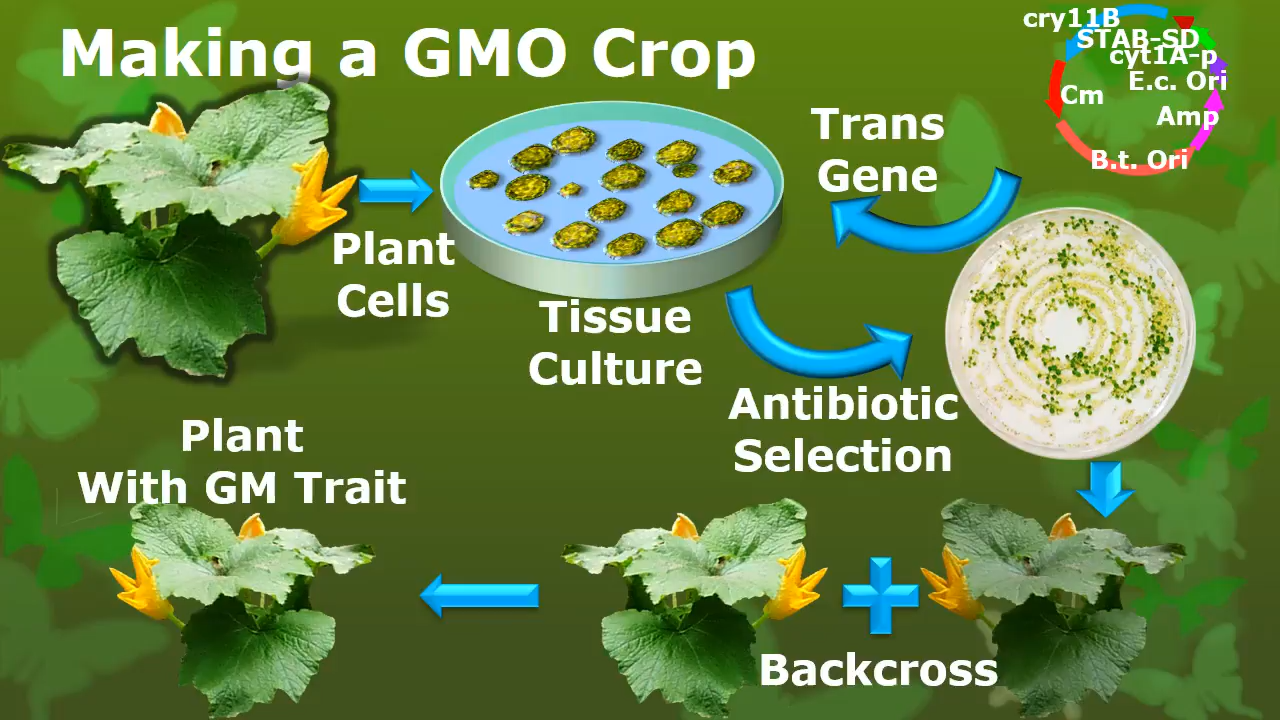 Making a GMO Crop
cry11B
STAB-SD
cyt1A-p
E.c. Ori
Cm
Amp
B.t. Ori
Trans
Gene
Plant
Cells
Tissue
Culture
Antibiotic
Selection
Plant
With GM Trait
Backcross